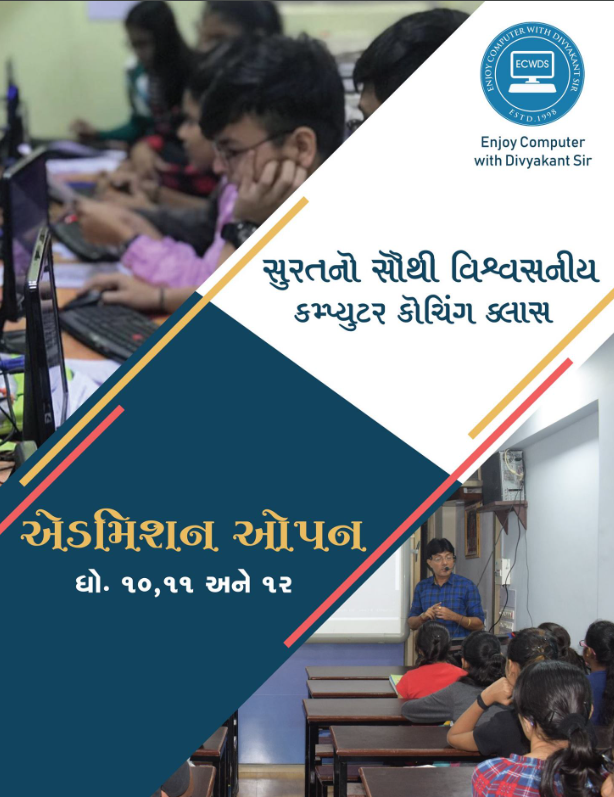 ENJOY COMPUTER WITH DIVYAKANT SIR
ECWDS
ESTD.1998
Enjoy Computer
with Divyakant Sir
સુરતનો સૌથી વિશ્વસનીય
કમ્પ્યુટર કોચિંગ ક્લાસ
એડમિશન ઓપન
ધો. ૧૦,૧૧ અને ૧૨